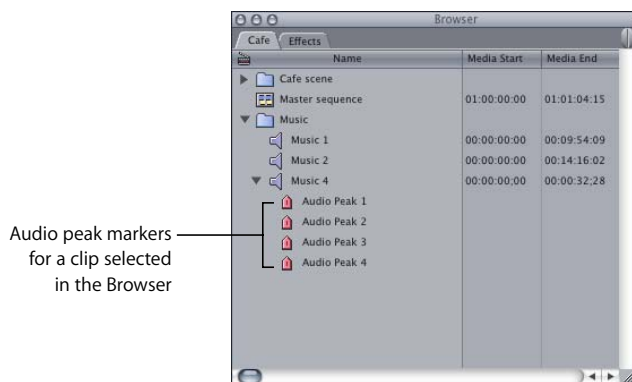 Browser
Cafe Effects
Name Media Start Media End
Cafe scene
Master sequence 01:00:00:00 01:01:04:15
Music
Music 1 00:00:00:00 00:09:54:09
Music 2 00:00:00:00 00:14:16:02
Music 4 00:00:00;00 00:00:32;28
Audio Peak 1
Audio Peak 2
Audio Peak 3
Audio Peak 4
Audio peak markers
for a clip selected
in the Browser